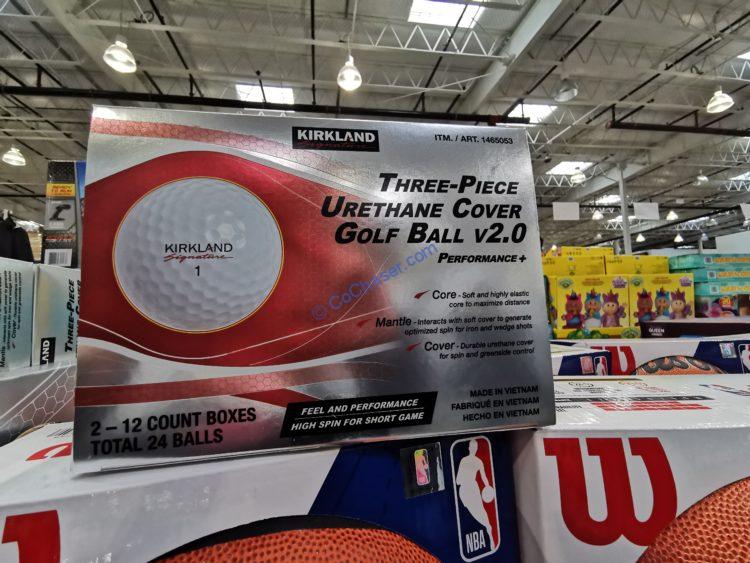 KIRKLAND
Signature
ITM. / ART. 1465053
THREE-PIECE
URETHANE COVER
GOLF BALL V2.0
PERFORMANCE+
KIRKLAND
Signature
1
© CoChaser.com
Core - Soft and highly elastic
core to maximize distance
Mantle - Interacts with soft cover to generate
optimized spin for iron and wedge shots
Cover - Durable urethane cover
for spin and greenside control
2 – 12 COUNT BOXES
TOTAL 24 BALLS
FEEL AND PERFORMANCE
HIGH SPIN FOR SHORT GAME
MADE IN VIETNAM
FABRIQUÉ EN VIETNAM
HECHO EN VIETNAM
THREE-PIECE
KIRKLAND
QUEEN
NBA
W
W